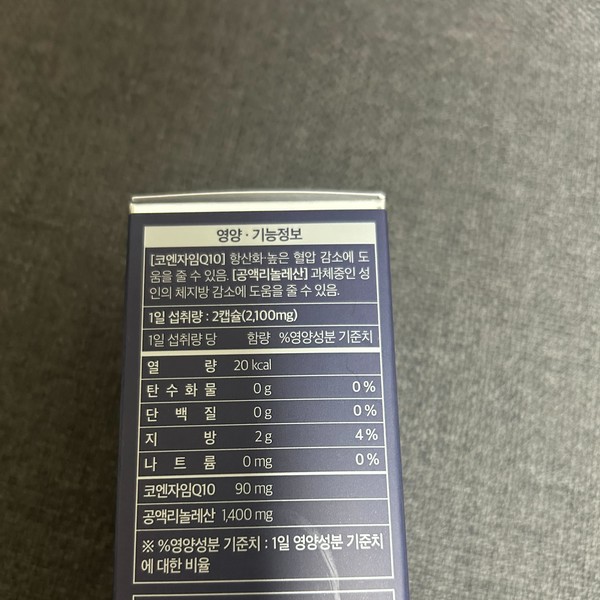 영양·기능정보
[코엔자임Q10] 항산화·높은 혈압 감소에 도
움을 줄 수 있음. [공액리놀레산] 과체중인 성
인의 체지방 감소에 도움을 줄 수 있음.
1일 섭취량 : 2캡슐(2,100mg)
1일 섭취량 당 함량 %영양성분 기준치
열 량 20 kcal
탄수화물 0 g 0 %
단백질 0 g 0 %
지 방 2 g 4 %
나트륨 0 mg 0 %
코엔자임Q10 90 mg
공액리놀레산 1,400 mg
※ %영양성분 기준치 : 1일 영양성분 기준치
에 대한 비율